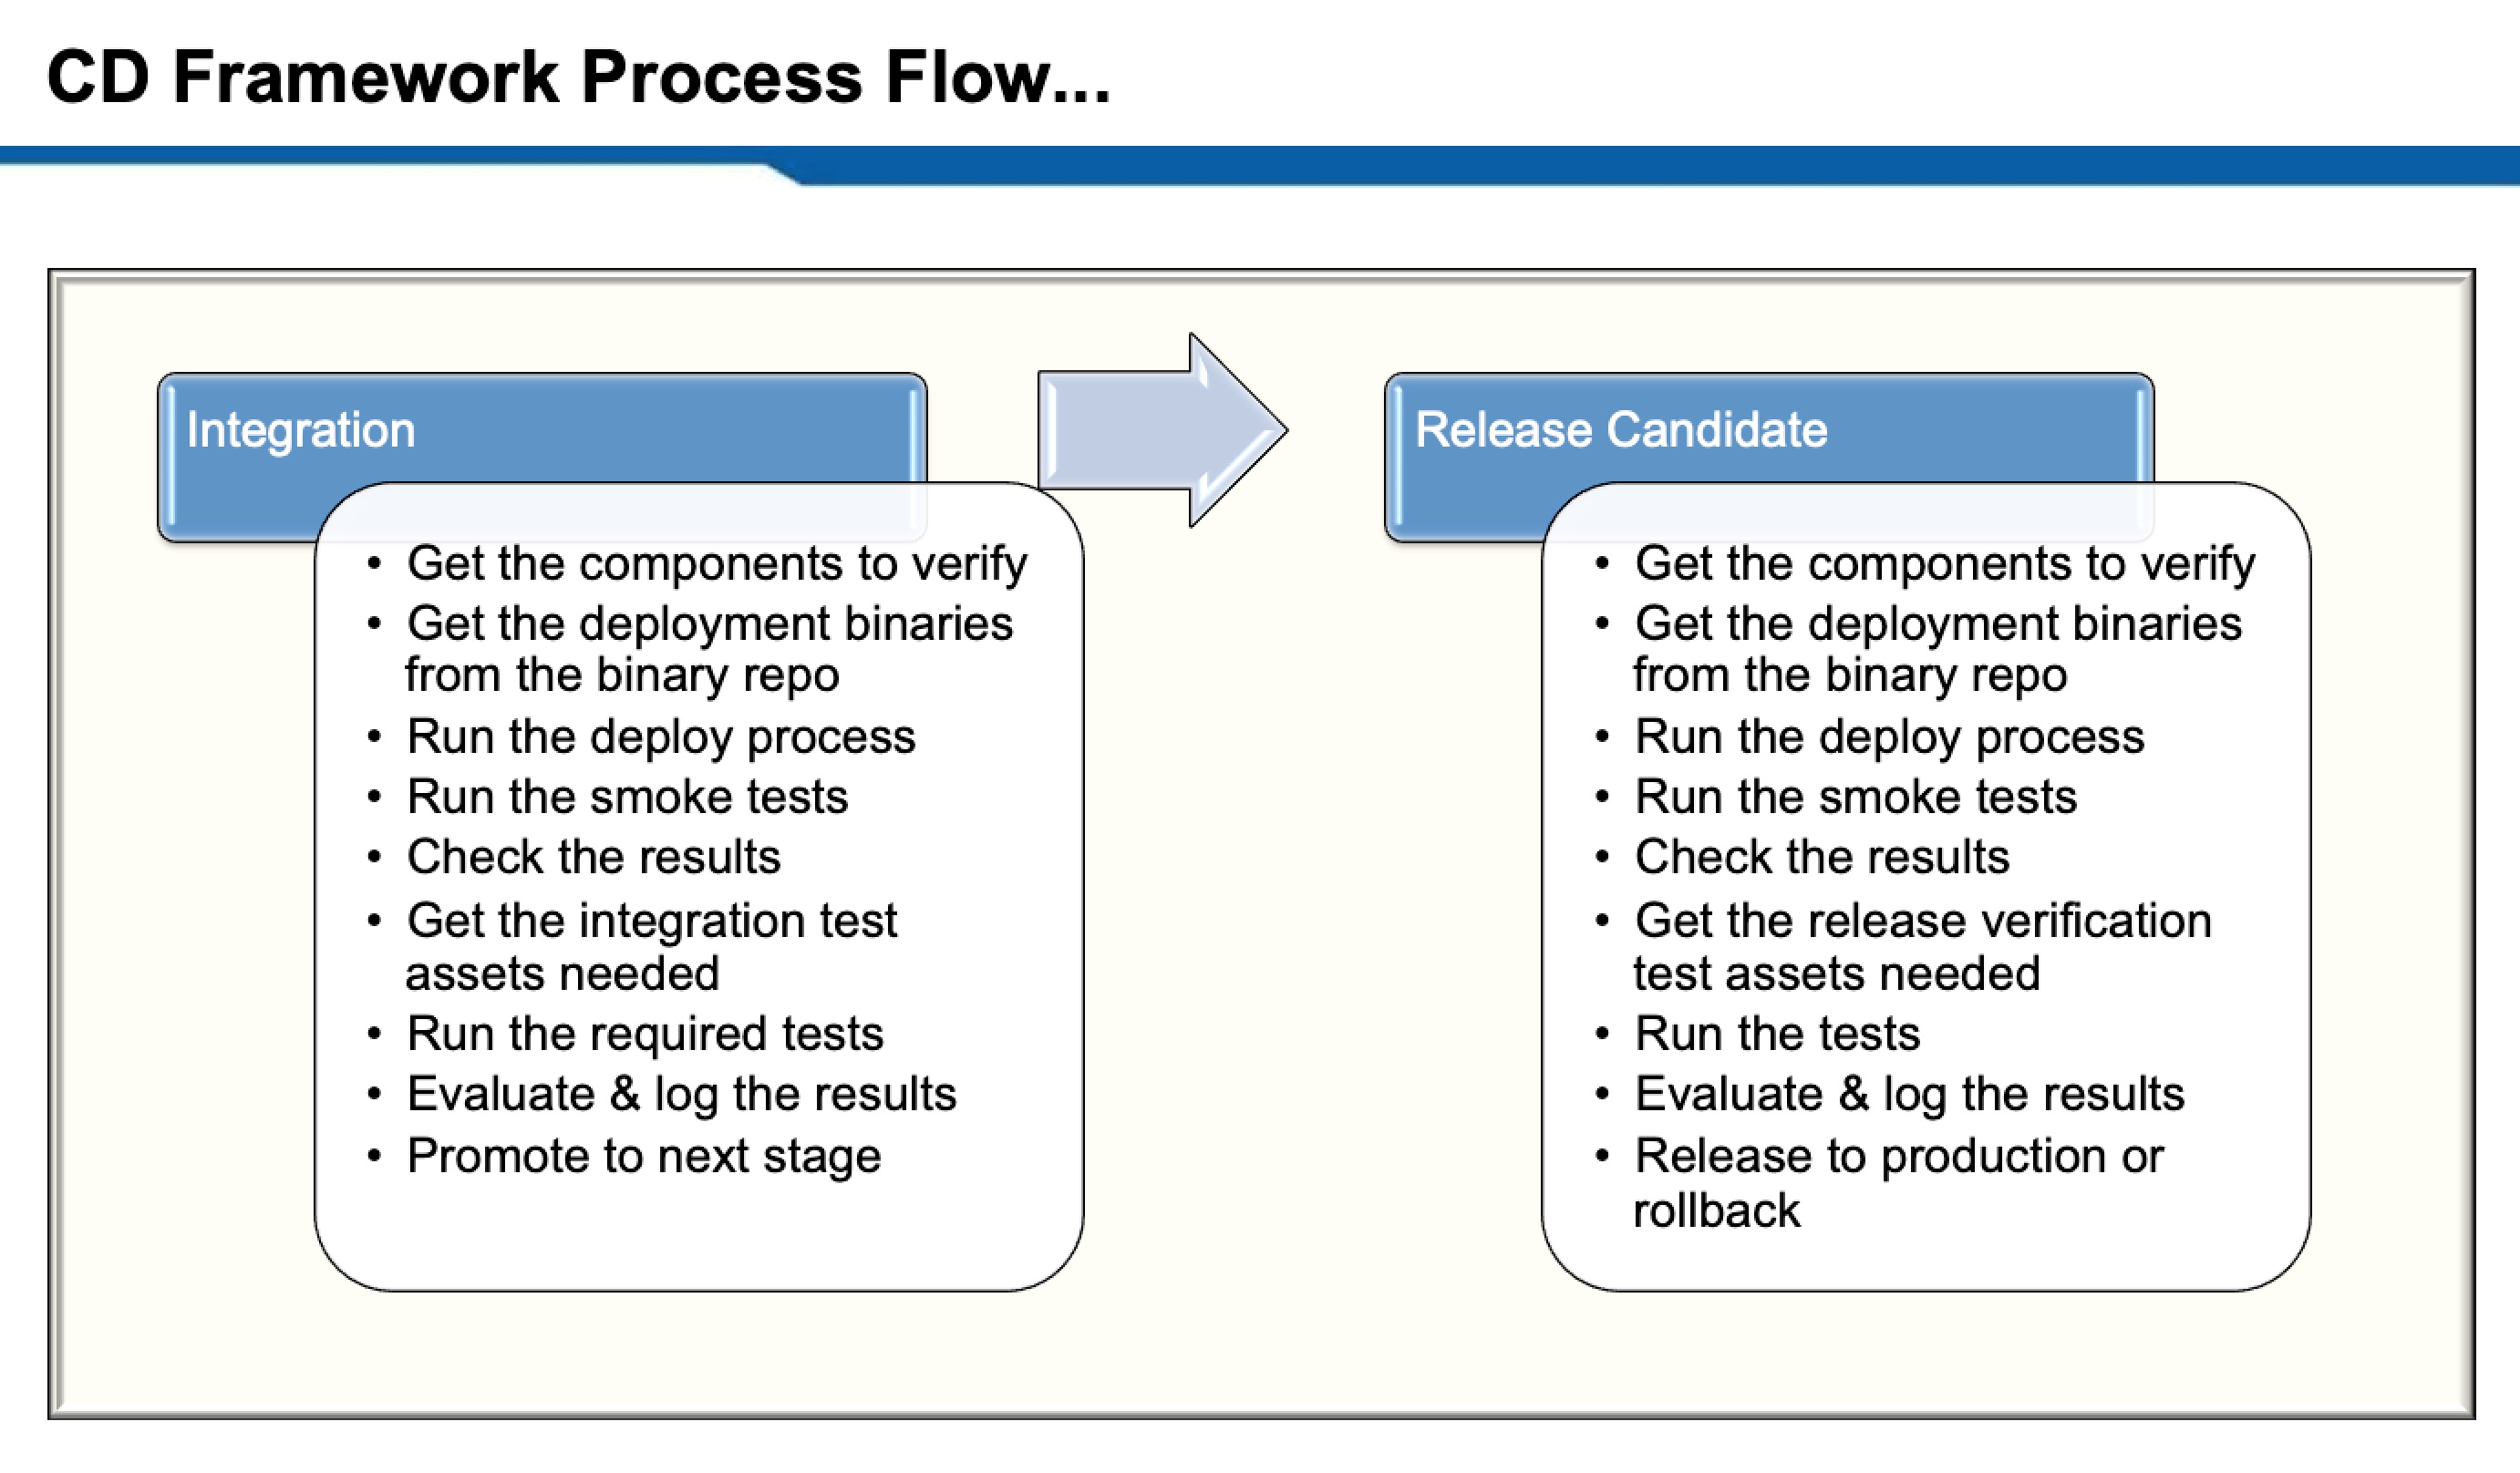 CD Framework Process Flow...
Integration
• Get the components to verify
• Get the deployment binaries
from the binary repo
• Run the deploy process
• Run the smoke tests
• Check the results
• Get the integration test
assets needed
• Run the required tests
• Evaluate & log the results
• Promote to next stage
Release Candidate
• Get the components to verify
• Get the deployment binaries
from the binary repo
• Run the deploy process
• Run the smoke tests
• Check the results
• Get the release verification
test assets needed
• Run the tests
• Evaluate & log the results
• Release to production or
rollback